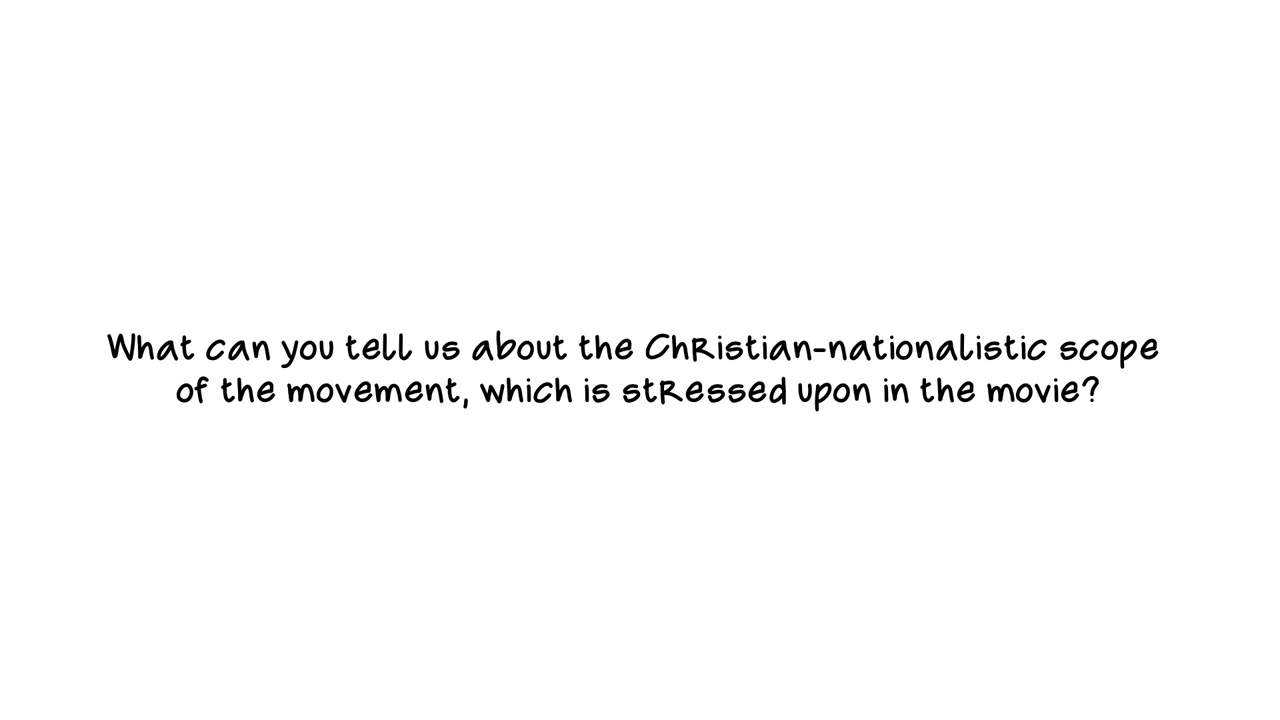 What can you tell us about the Christian-nationalistic scope
of the movement, which is stressed upon in the movie?